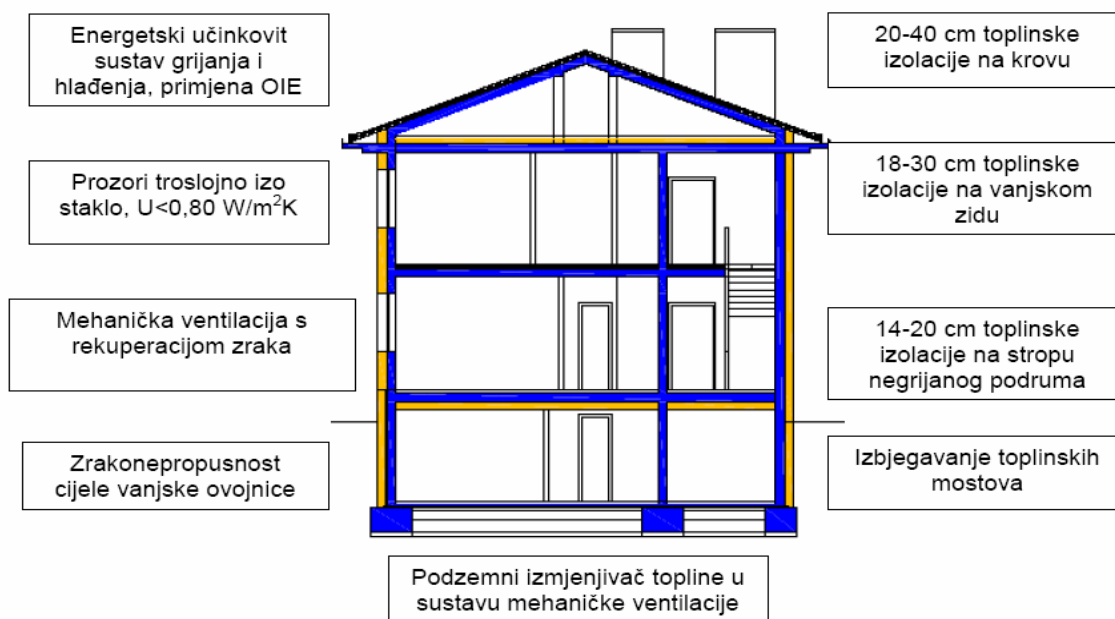 Energetski učinkovit
sustav grijanja i
hlađenja, primjena OIE
Prozori troslojno izo
staklo, U<0,80 W/m²K
Mehanička ventilacija s
rekuperacijom zraka
Zrakonepropusnost
cijele vanjske ovojnice
20-40 cm toplinske
izolacije na krovu
18-30 cm toplinske
izolacije na vanjskom
zidu
14-20 cm toplinske
izolacije na stropu
negrijanog podruma
Izbjegavanje toplinskih
mostova
Podzemni izmjenjivač topline u
sustavu mehaničke ventilacije